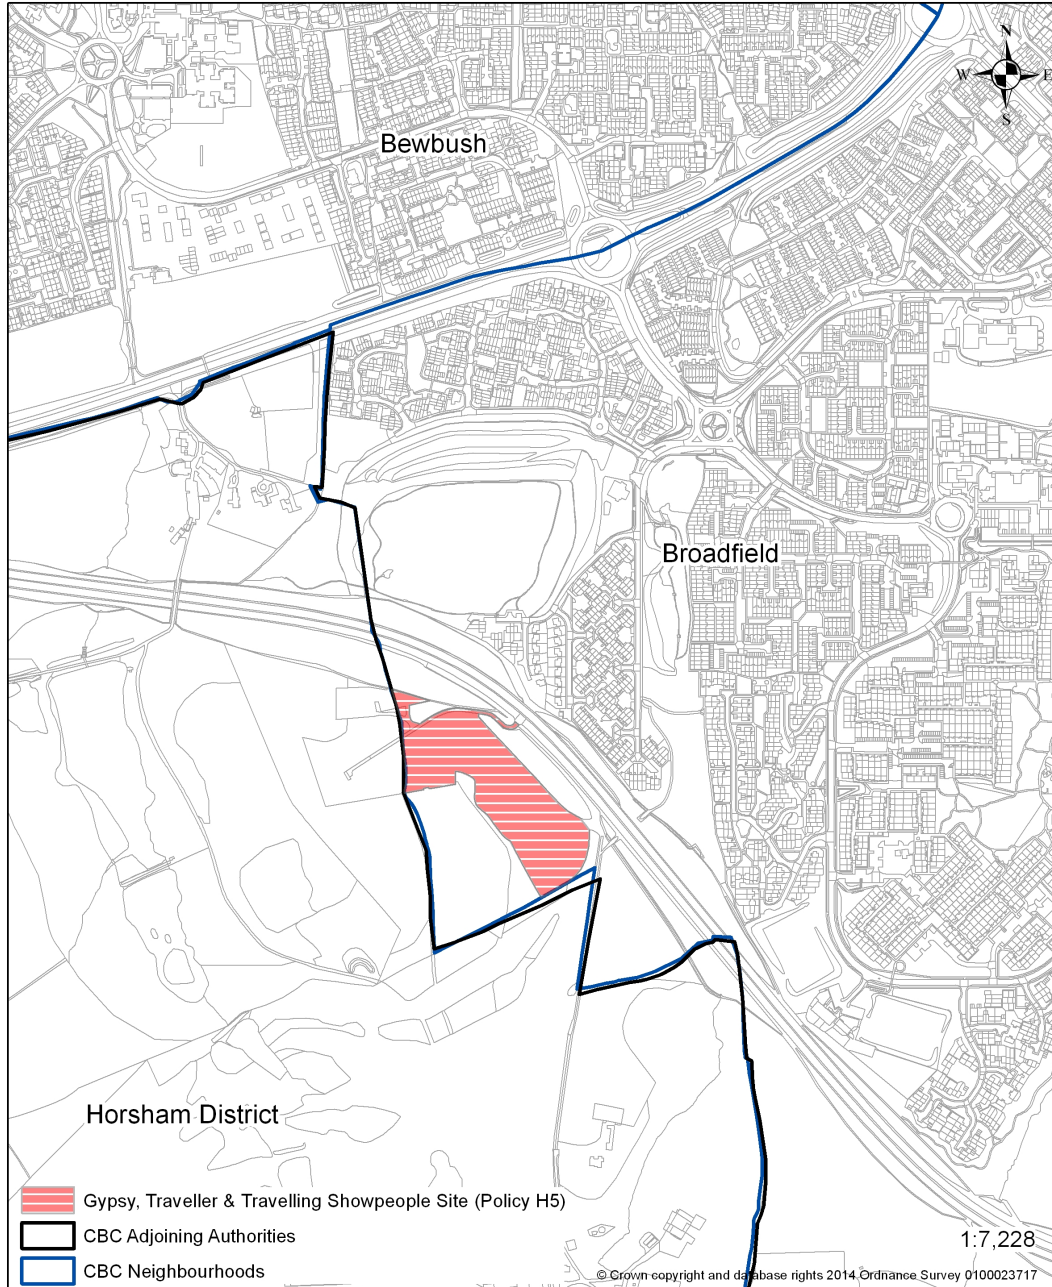 N
W E
S
Bewbush
Broadfield
Horsham District
Gypsy, Traveller & Travelling Showpeople Site (Policy H5)
CBC Adjoining Authorities
1:7,228
CBC Neighbourhoods
© Crown copyright and database rights 2014 Ordnance Survey 0100023717